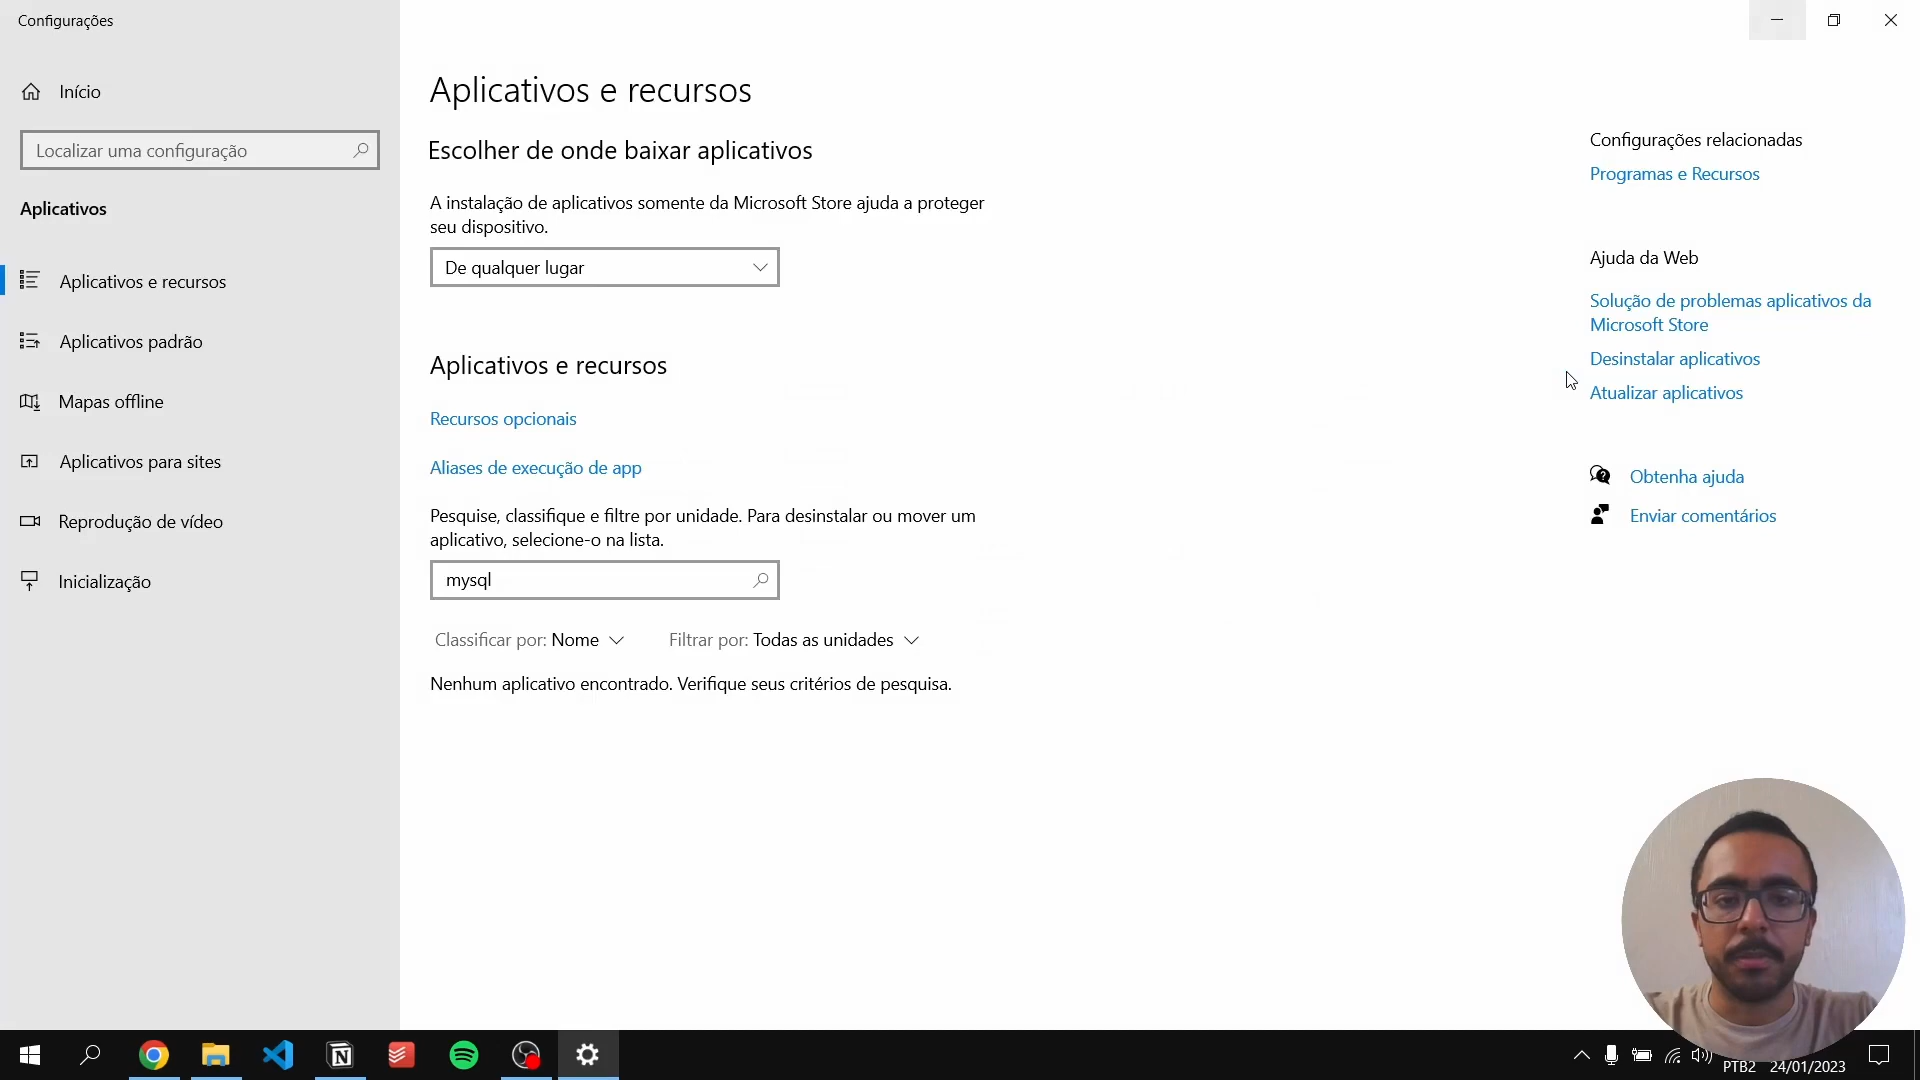 Configurações
Início
Localizar uma configuração
Aplicativos
Aplicativos e recursos
Aplicativos padrão
Mapas offline
Aplicativos para sites
Reprodução de vídeo
Inicialização
Aplicativos e recursos
Escolher de onde baixar aplicativos
A instalação de aplicativos somente da Microsoft Store ajuda a proteger
seu dispositivo.
De qualquer lugar
Aplicativos e recursos
Recursos opcionais
Aliases de execução de app
Pesquise, classifique e filtre por unidade. Para desinstalar ou mover um
aplicativo, selecione-o na lista.
mysql
Classificar por: Nome
Filtrar por: Todas as unidades
Nenhum aplicativo encontrado. Verifique seus critérios de pesquisa.
Configurações relacionadas
Programas e Recursos
Ajuda da Web
Solução de problemas aplicativos da
Microsoft Store
Desinstalar aplicativos
Atualizar aplicativos
Obtenha ajuda
Enviar comentários
PTB2 24/01/2023